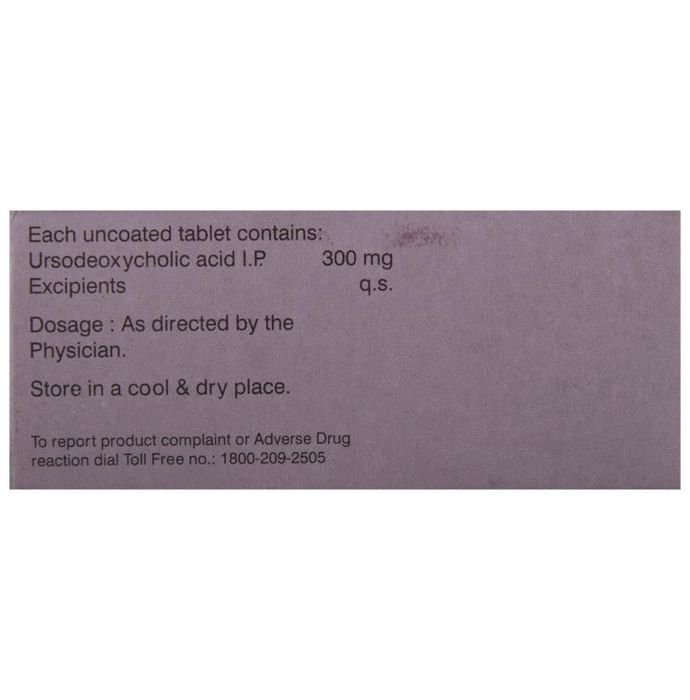 Each uncoated tablet contains:
Ursodeoxycholic acid I.P. 300 mg
Excipients q.s.
Dosage : As directed by the
Physician.
Store in a cool & dry place.
To report product complaint or Adverse Drug
reaction dial Toll Free no.: 1800-209-2505